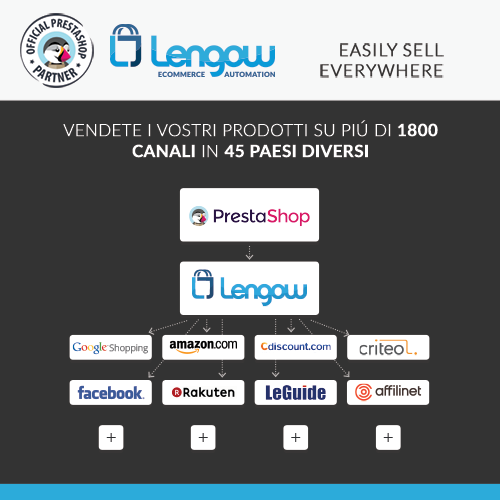 OFFICIAL PRESTASHOP
PARTNER
Lengow
ECOMMERCE AUTOMATION
EASILY SELL
EVERYWHERE
VENDETE I VOSTRI PRODOTTI SU PIÚ DI 1800
CANALI IN 45 PAESI DIVERSI
PrestaShop
Lengow
Google Shopping
amazon.com
Cdiscount.com
criteol.
facebook.
Rakuten
LeGuide
affilinet
+ + + +